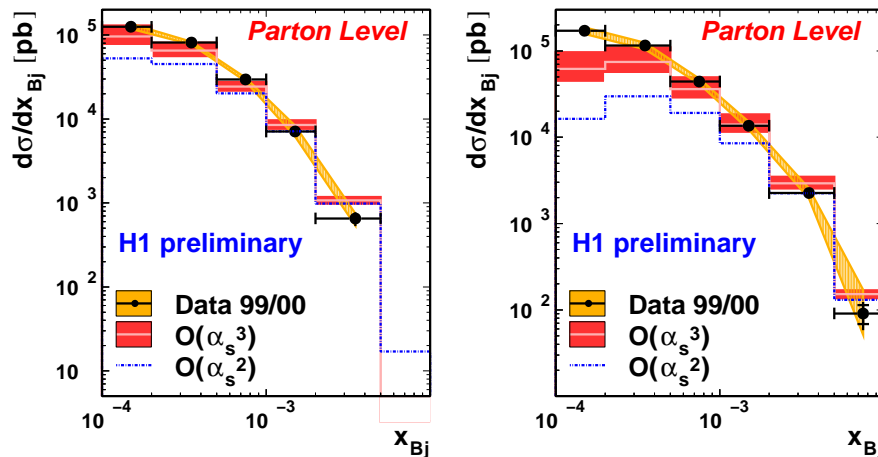 Parton Level
dσ/dx_Bj [pb]
10^5
10^4
10^3
10^2
10
H1 preliminary
Data 99/00
O(α_s^3)
O(α_s^2)
10^−4
10^−3
x_Bj
Parton Level
dσ/dx_Bj [pb]
10^5
10^4
10^3
10^2
10
H1 preliminary
Data 99/00
O(α_s^3)
O(α_s^2)
10^−4
10^−3
x_B